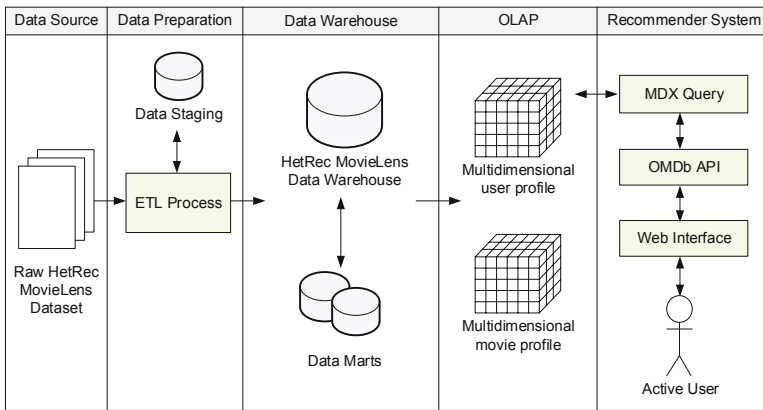 Data Source
Data Preparation
Data Warehouse
OLAP
Recommender System
Raw HetRec
MovieLens
Dataset
Data Staging
ETL Process
HetRec MovieLens
Data Warehouse
Data Marts
Multidimensional
user profile
Multidimensional
movie profile
MDX Query
OMDb API
Web Interface
Active User